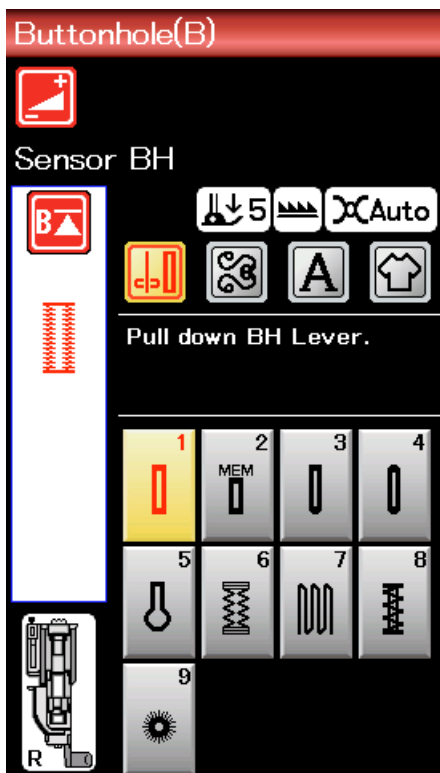 Buttonhole(B)
+
−
Sensor BH
B
5
Auto
A
Pull down BH Lever.
1
2
MEM
3
4
5
6
7
8
9
R